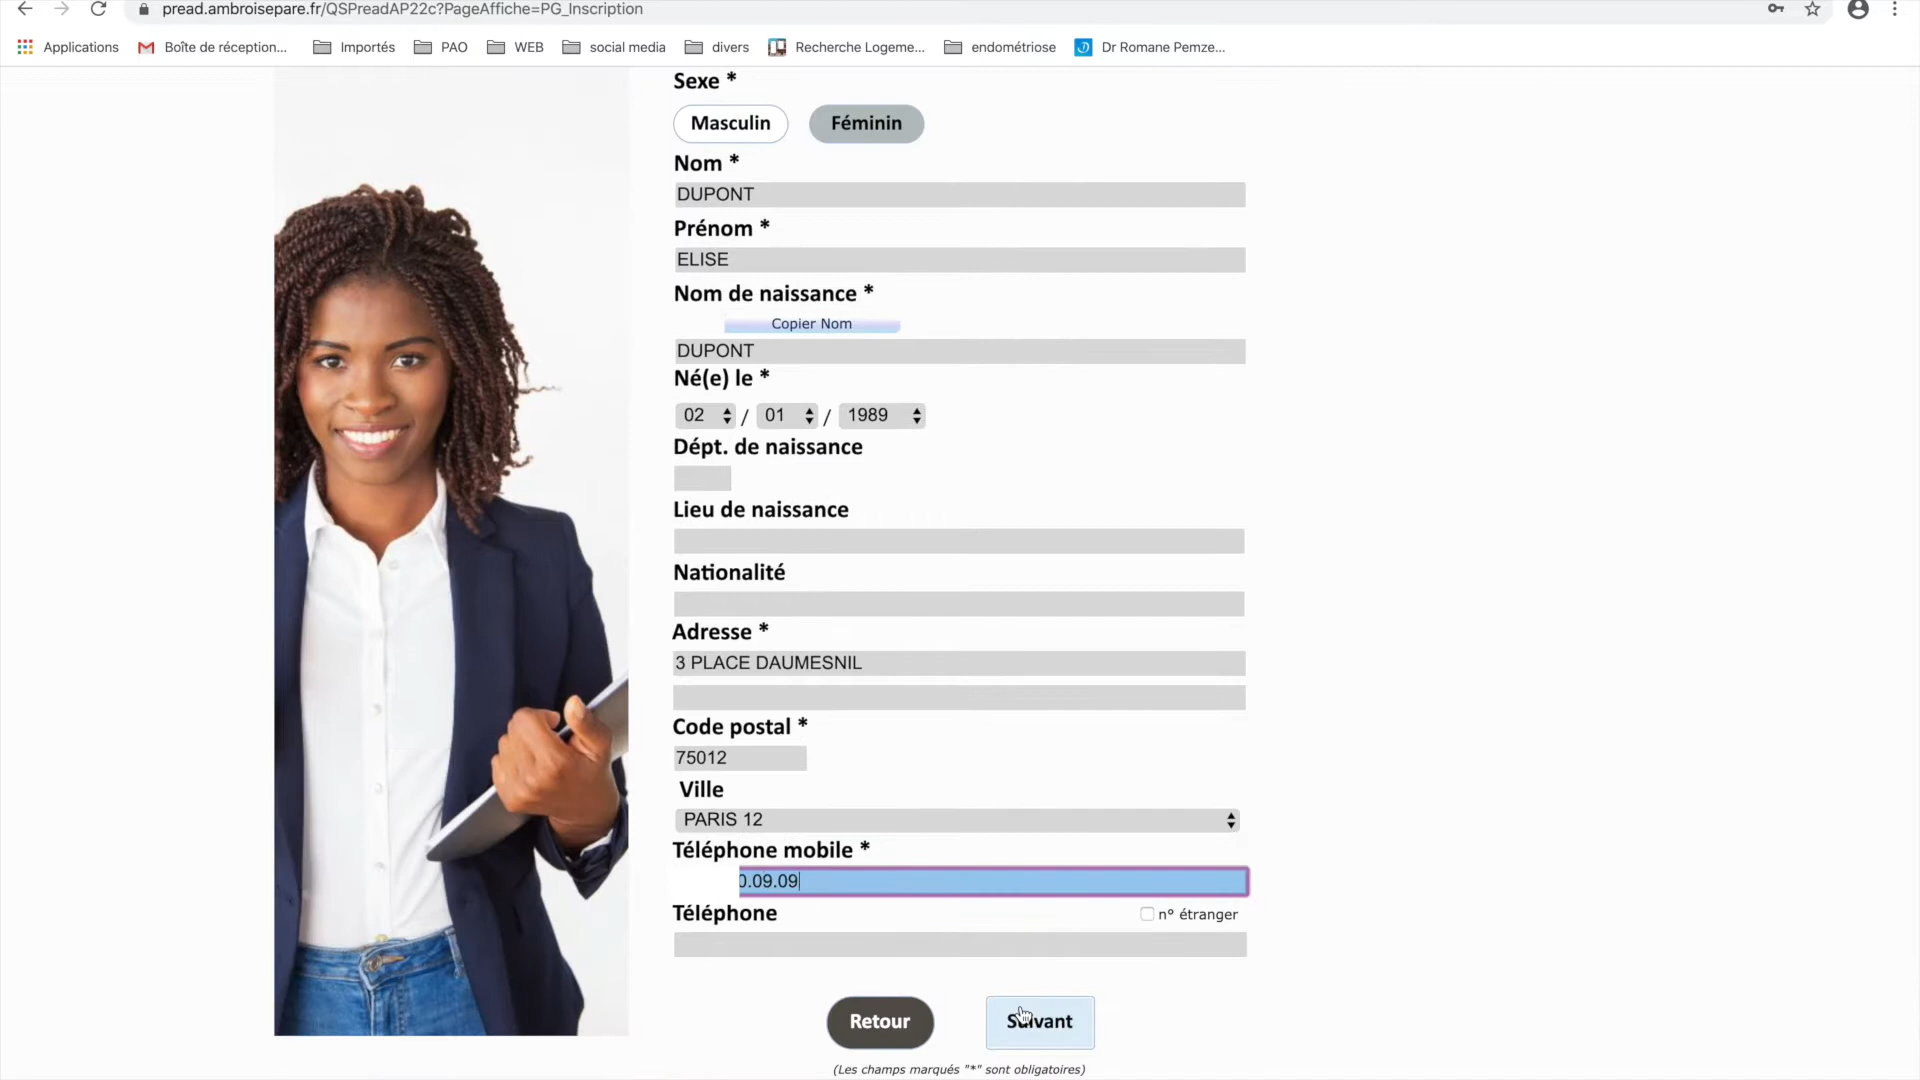 pread.ambroisepare.fr/QSPreadAP22c?PageAffiche=PG_Inscription
Applications Boîte de réception... Importés PAO WEB social media divers Recherche Logeme... endométriose Dr Romane Pemze...
Sexe *
Masculin Féminin
Nom *
DUPONT
Prénom *
ELISE
Nom de naissance *
Copier Nom
DUPONT
Né(e) le *
02 / 01 / 1989
Dépt. de naissance
Lieu de naissance
Nationalité
Adresse *
3 PLACE DAUMESNIL
Code postal *
75012
Ville
PARIS 12
Téléphone mobile *
0.09.09
Téléphone n° étranger
Retour Suivant
(Les champs marqués "*" sont obligatoires)